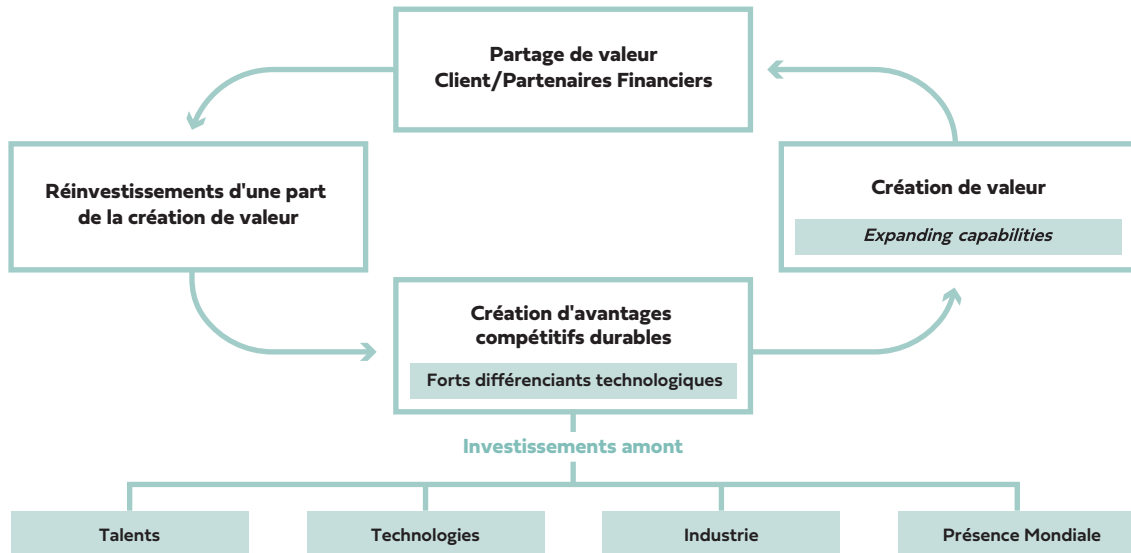 Partage de valeur
Client/Partenaires Financiers
Réinvestissements d'une part
de la création de valeur
Création de valeur
Expanding capabilities
Création d'avantages
compétitifs durables
Forts différenciants technologiques
Investissements amont
Talents
Technologies
Industrie
Présence Mondiale